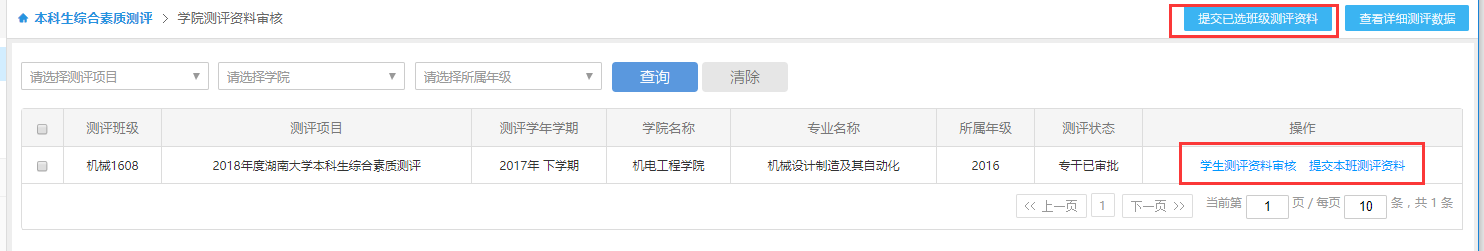 本科生综合素质测评 > 学院测评资料审核 提交已选班级测评资料 查看详细测评数据
请选择测评项目 请选择学院 请选择所属年级 查询 清除
测评班级 测评项目 测评学年学期 学院名称 专业名称 所属年级 测评状态 操作
机械1608 2018年度湖南大学本科生综合素质测评 2017年 下学期 机电工程学院 机械设计制造及其自动化 2016 专干已审批 学生测评资料审核 提交本班测评资料
<< 上一页 1 下一页 >> 当前第 1 页 / 每页 10 条，共 1 条